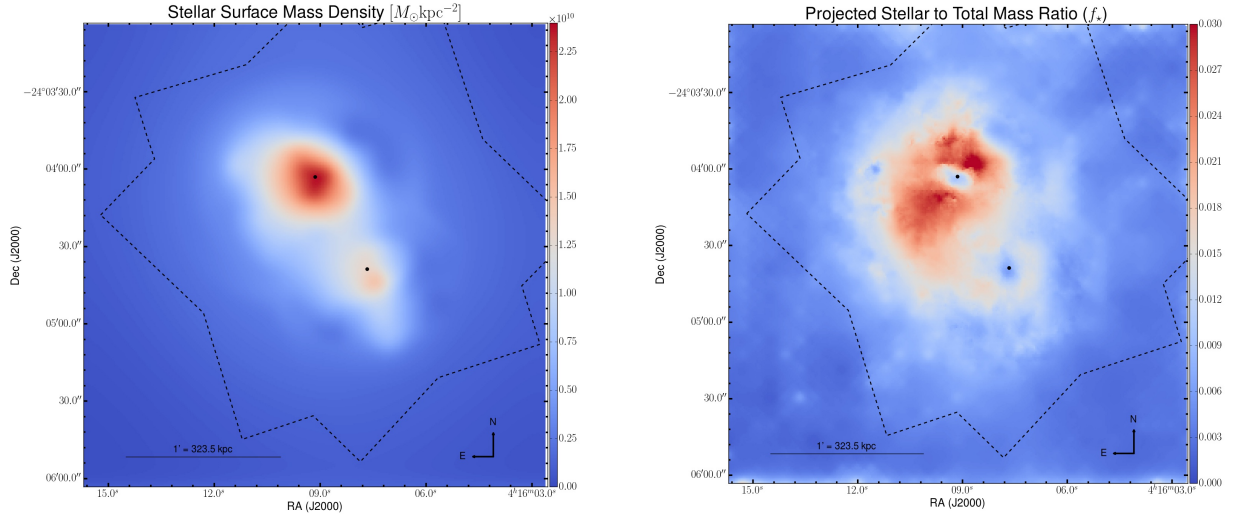 Stellar Surface Mass Density [M⊙kpc⁻²]
×10¹⁰
2.25
2.00
1.75
1.50
1.25
1.00
0.75
0.50
0.25
0.00
−24°03′30.0″
04′00.0″
30.0″
05′00.0″
30.0″
06′00.0″
Dec (J2000)
1' = 323.5 kpc
N
E
15.0ˢ
12.0ˢ
09.0ˢ
06.0ˢ
4ʰ16ᵐ03.0ˢ
RA (J2000)
Projected Stellar to Total Mass Ratio (f⋆)
0.030
0.027
0.024
0.021
0.018
0.015
0.012
0.009
0.006
0.003
0.000
−24°03′30.0″
04′00.0″
30.0″
05′00.0″
30.0″
06′00.0″
Dec (J2000)
1' = 323.5 kpc
N
E
15.0ˢ
12.0ˢ
09.0ˢ
06.0ˢ
4ʰ16ᵐ03.0ˢ
RA (J2000)